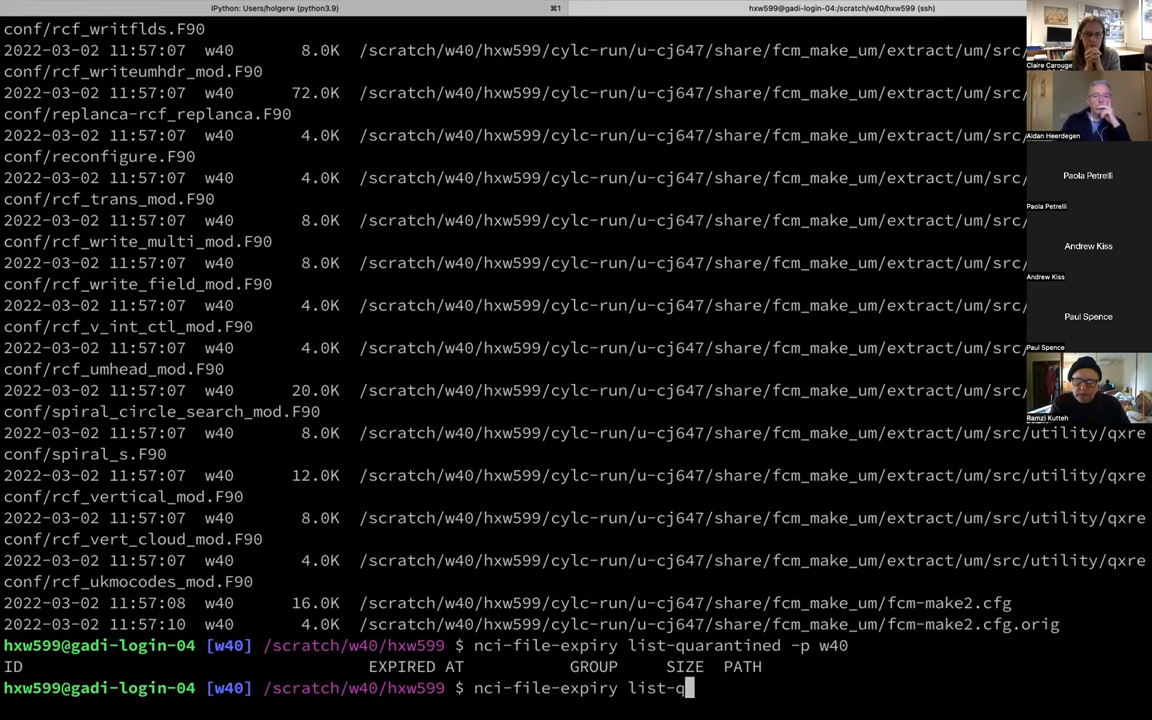 IPython: Users/holgerw (python3.9)
⌘1
hxw599@gadi-login-04:/scratch/w40/hxw599 (ssh)
conf/rcf_writflds.F90
2022-03-02 11:57:07 w40 8.0K /scratch/w40/hxw599/cylc-run/u-cj647/share/fcm_make_um/extract/um/src/
conf/rcf_writeumhdr_mod.F90
2022-03-02 11:57:07 w40 72.0K /scratch/w40/hxw599/cylc-run/u-cj647/share/fcm_make_um/extract/um/src/
conf/replanca-rcf_replanca.F90
2022-03-02 11:57:07 w40 4.0K /scratch/w40/hxw599/cylc-run/u-cj647/share/fcm_make_um/extract/um/src/
conf/reconfigure.F90
2022-03-02 11:57:07 w40 4.0K /scratch/w40/hxw599/cylc-run/u-cj647/share/fcm_make_um/extract/um/src/
conf/rcf_trans_mod.F90
2022-03-02 11:57:07 w40 8.0K /scratch/w40/hxw599/cylc-run/u-cj647/share/fcm_make_um/extract/um/src/
conf/rcf_write_multi_mod.F90
2022-03-02 11:57:07 w40 8.0K /scratch/w40/hxw599/cylc-run/u-cj647/share/fcm_make_um/extract/um/src/
conf/rcf_write_field_mod.F90
2022-03-02 11:57:07 w40 4.0K /scratch/w40/hxw599/cylc-run/u-cj647/share/fcm_make_um/extract/um/src/
conf/rcf_v_int_ctl_mod.F90
2022-03-02 11:57:07 w40 4.0K /scratch/w40/hxw599/cylc-run/u-cj647/share/fcm_make_um/extract/um/src/
conf/rcf_umhead_mod.F90
2022-03-02 11:57:07 w40 20.0K /scratch/w40/hxw599/cylc-run/u-cj647/share/fcm_make_um/extract/um/src/
conf/spiral_circle_search_mod.F90
2022-03-02 11:57:07 w40 8.0K /scratch/w40/hxw599/cylc-run/u-cj647/share/fcm_make_um/extract/um/src/utility/qxre
conf/spiral_s.F90
2022-03-02 11:57:07 w40 12.0K /scratch/w40/hxw599/cylc-run/u-cj647/share/fcm_make_um/extract/um/src/utility/qxre
conf/rcf_vertical_mod.F90
2022-03-02 11:57:07 w40 8.0K /scratch/w40/hxw599/cylc-run/u-cj647/share/fcm_make_um/extract/um/src/utility/qxre
conf/rcf_vert_cloud_mod.F90
2022-03-02 11:57:07 w40 4.0K /scratch/w40/hxw599/cylc-run/u-cj647/share/fcm_make_um/extract/um/src/utility/qxre
conf/rcf_ukmocodes_mod.F90
2022-03-02 11:57:08 w40 16.0K /scratch/w40/hxw599/cylc-run/u-cj647/share/fcm_make_um/fcm-make2.cfg
2022-03-02 11:57:10 w40 4.0K /scratch/w40/hxw599/cylc-run/u-cj647/share/fcm_make_um/fcm-make2.cfg.orig
hxw599@gadi-login-04 [w40] /scratch/w40/hxw599 $ nci-file-expiry list-quarantined -p w40
ID EXPIRED AT GROUP SIZE PATH
hxw599@gadi-login-04 [w40] /scratch/w40/hxw599 $ nci-file-expiry list-q
Claire Carouge
Aidan Heerdegen
Paola Petrelli
Paola Petrelli
Andrew Kiss
Andrew Kiss
Paul Spence
Paul Spence
Ramzi Kutteh